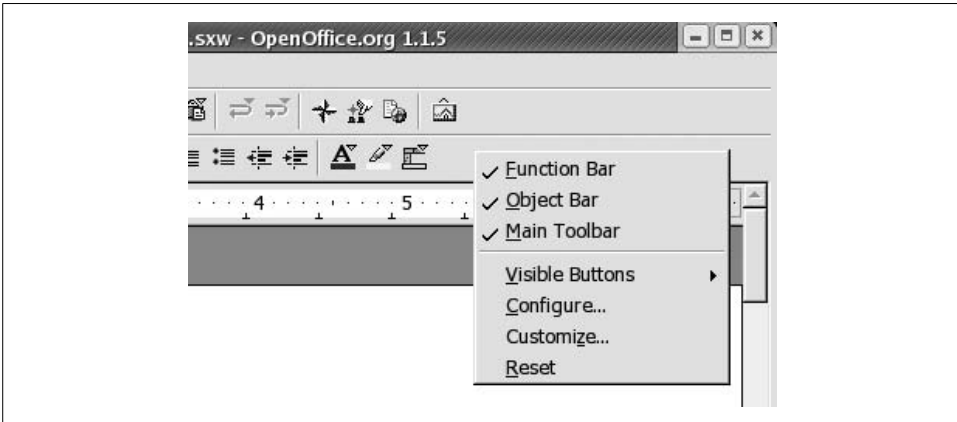 .sxw - OpenOffice.org 1.1.5
A
4 5
Function Bar
Object Bar
Main Toolbar
Visible Buttons
Configure...
Customize...
Reset